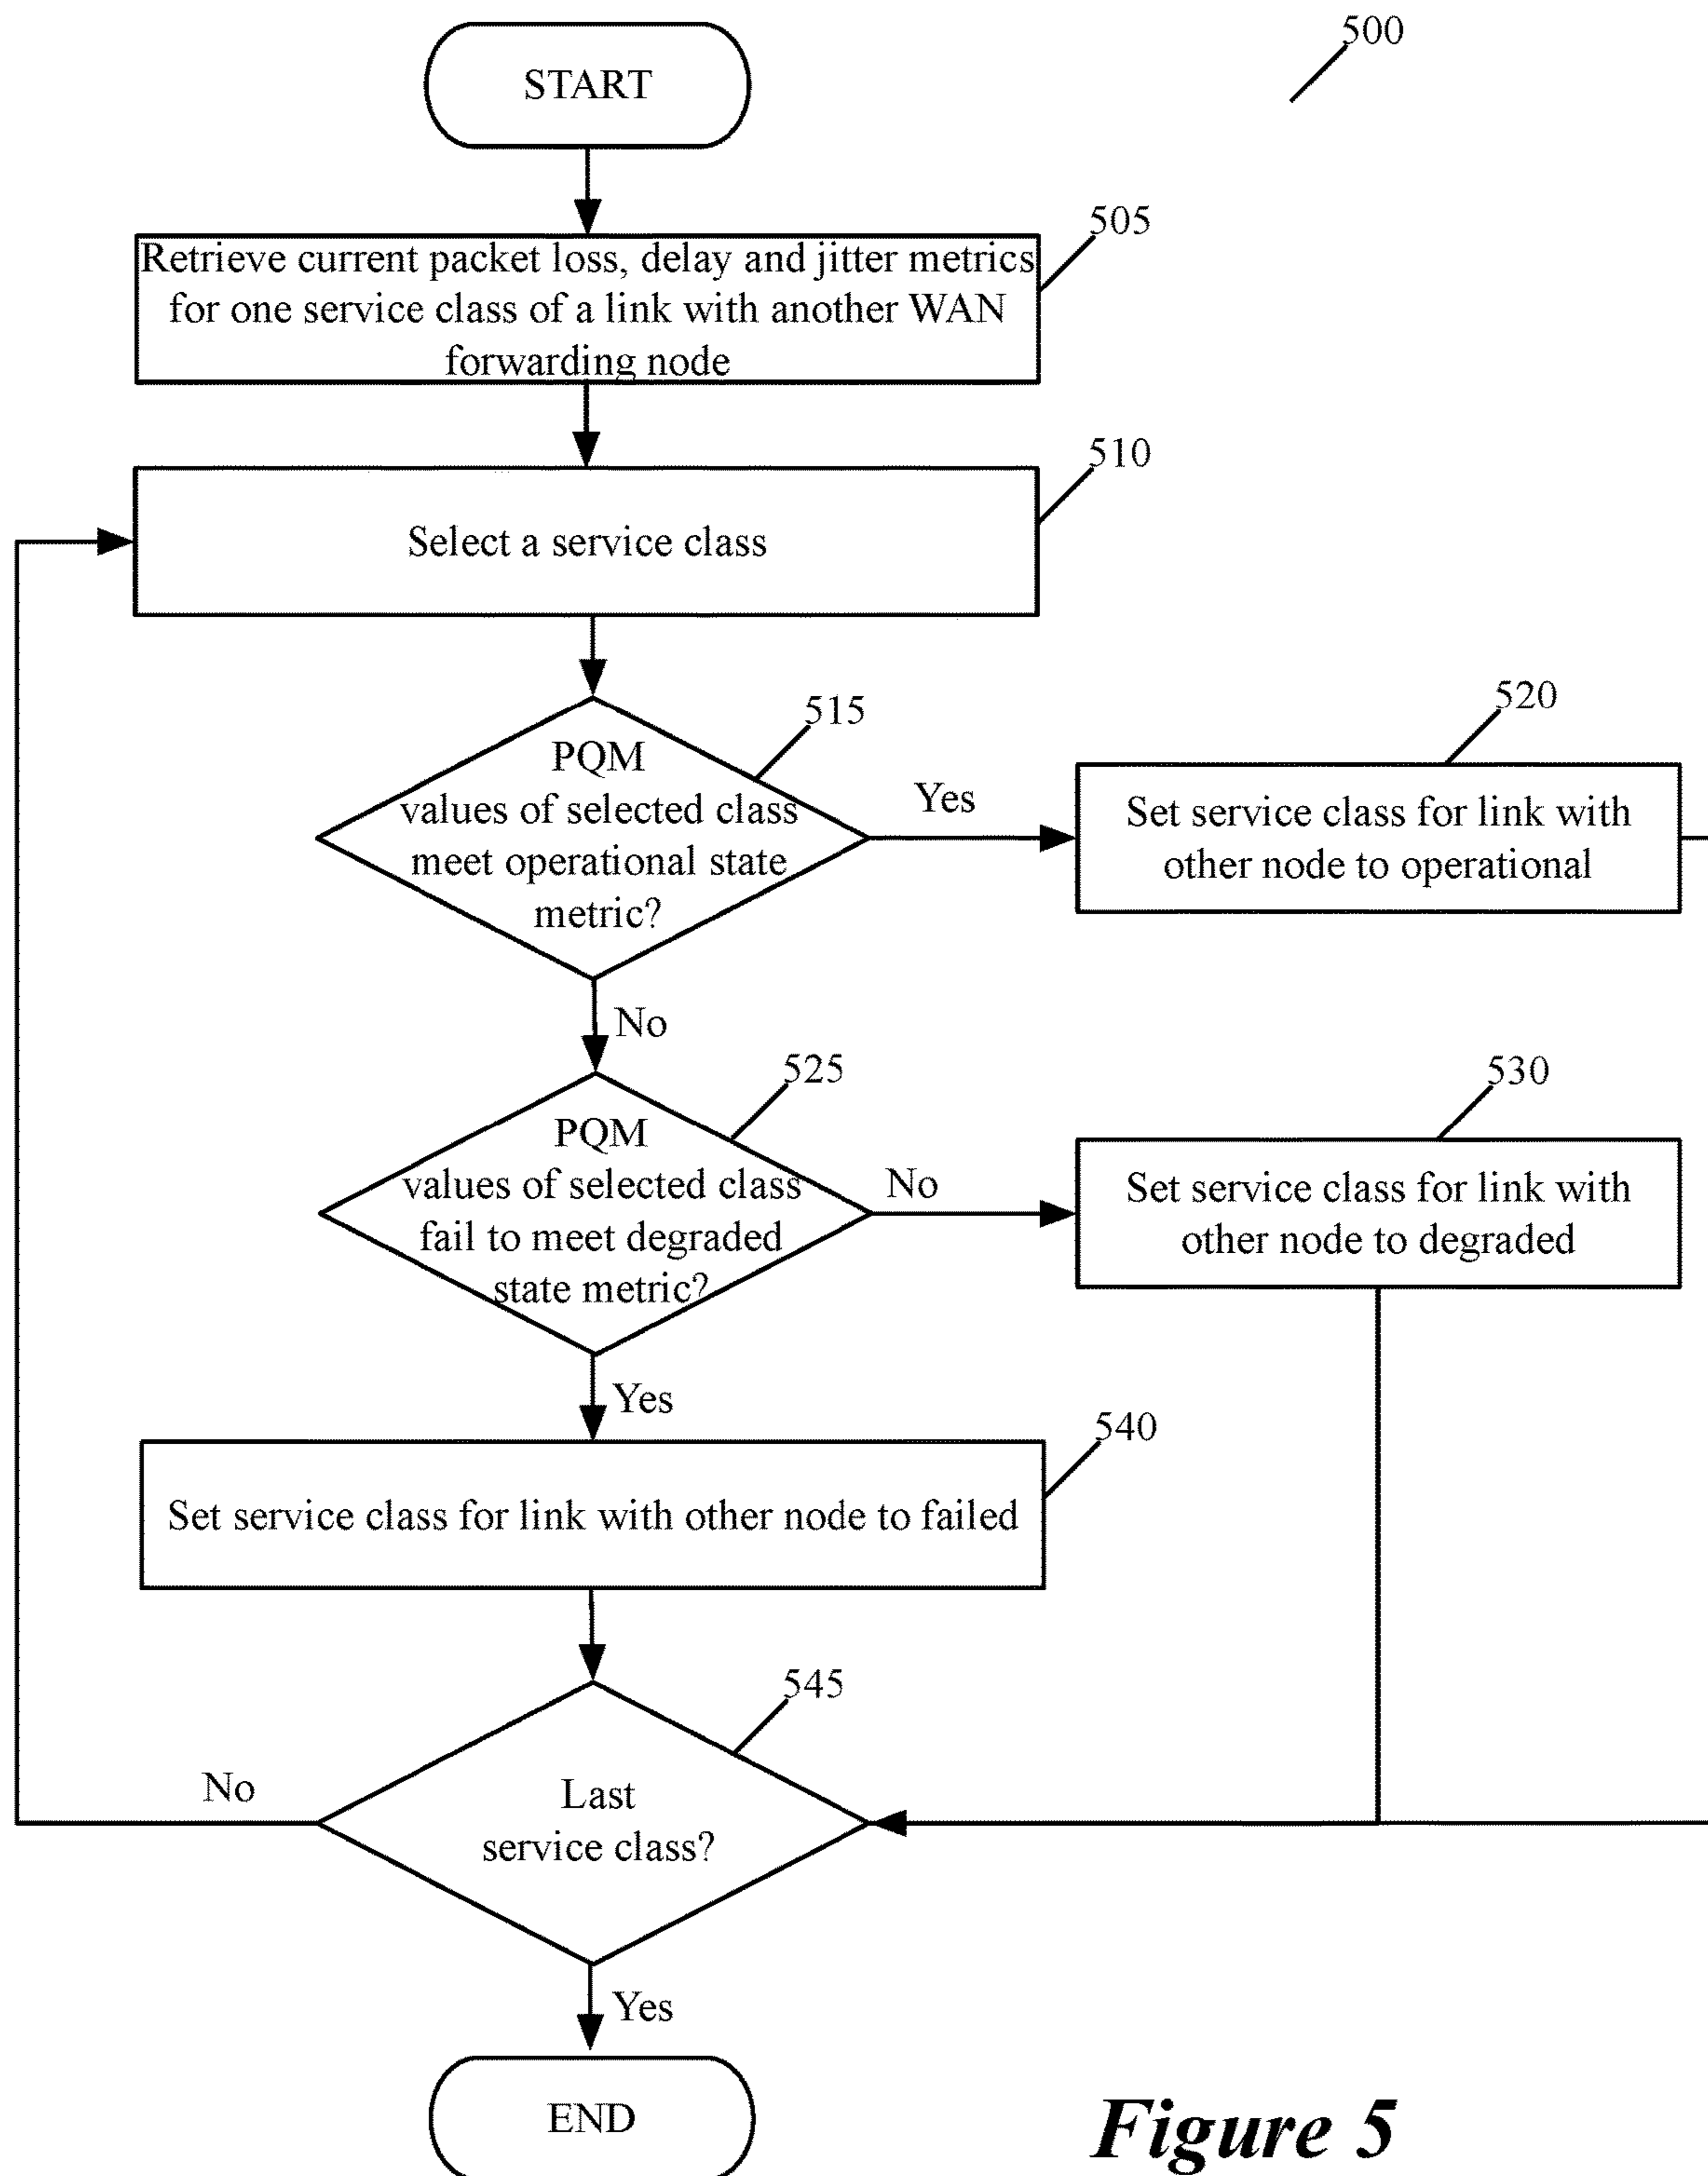 500
START
505
Retrieve current packet loss, delay and jitter metrics
for one service class of a link with another WAN
forwarding node
510
Select a service class
515
PQM
values of selected class
meet operational state
metric?
Yes
520
Set service class for link with
other node to operational
No
525
PQM
values of selected class
fail to meet degraded
state metric?
No
530
Set service class for link with
other node to degraded
Yes
540
Set service class for link with other node to failed
545
Last
service class?
No
Yes
END
Figure 5